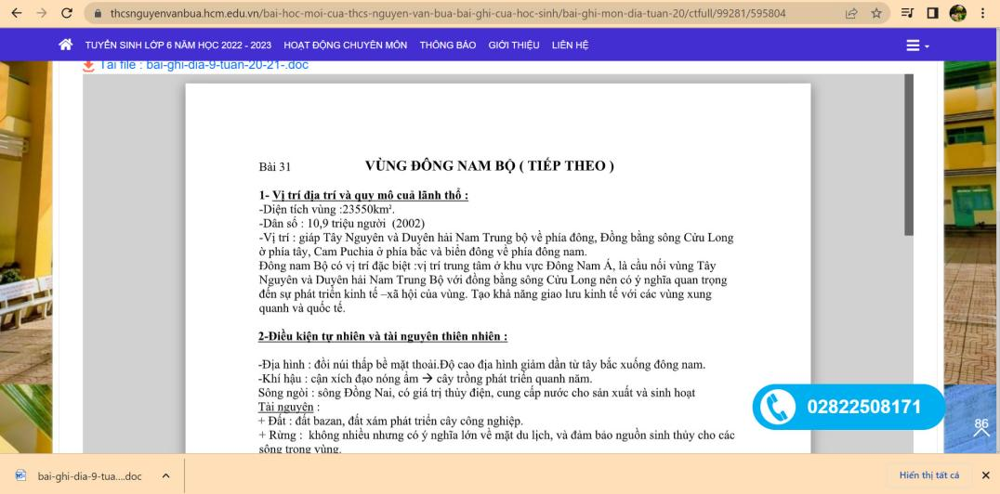 thcsnguyenvanbua.hcm.edu.vn/bai-hoc-moi-cua-thcs-nguyen-van-bua-bai-ghi-cua-hoc-sinh/bai-ghi-mon-dia-tuan-20/ctfull/99281/595804
TUYỂN SINH LỚP 6 NĂM HỌC 2022 - 2023 HOẠT ĐỘNG CHUYÊN MÔN THÔNG BÁO GIỚI THIỆU LIÊN HỆ
Tải file : bai-ghi-dia-9-tuan-20-21-.doc
Bài 31 VÙNG ĐÔNG NAM BỘ ( TIẾP THEO )
1- Vị trí địa trí và quy mô cuả lãnh thổ :
-Diện tích vùng :23550km².
-Dân số : 10,9 triệu người (2002)
-Vị trí : giáp Tây Nguyên và Duyên hải Nam Trung bộ về phía đông, Đồng bằng sông Cửu Long
ở phía tây, Cam Puchia ở phía bắc và biển đông về phía đông nam.
Đông nam Bộ có vị trí đặc biệt :vị trí trung tâm ở khu vực Đông Nam Á, là cầu nối vùng Tây
Nguyên và Duyên hải Nam Trung Bộ với đồng bằng sông Cửu Long nên có ý nghĩa quan trọng
đến sự phát triển kinh tế –xã hội của vùng. Tạo khả năng giao lưu kinh tế với các vùng xung
quanh và quốc tế.
2-Điều kiện tự nhiên và tài nguyên thiên nhiên :
-Địa hình : đồi núi thấp bề mặt thoải.Độ cao địa hình giảm dần từ tây bắc xuống đông nam.
-Khí hậu : cận xích đạo nóng ẩm → cây trồng phát triển quanh năm.
Sông ngòi : sông Đồng Nai, có giá trị thủy điện, cung cấp nước cho sản xuất và sinh hoạt
Tài nguyên :
+ Đất : đất bazan, đất xám phát triển cây công nghiệp.
+ Rừng : không nhiều nhưng có ý nghĩa lớn về mặt du lịch, và đảm bảo nguồn sinh thủy cho các
sông trong vùng.
02822508171
86
bai-ghi-dia-9-tua....doc
Hiển thị tất cả